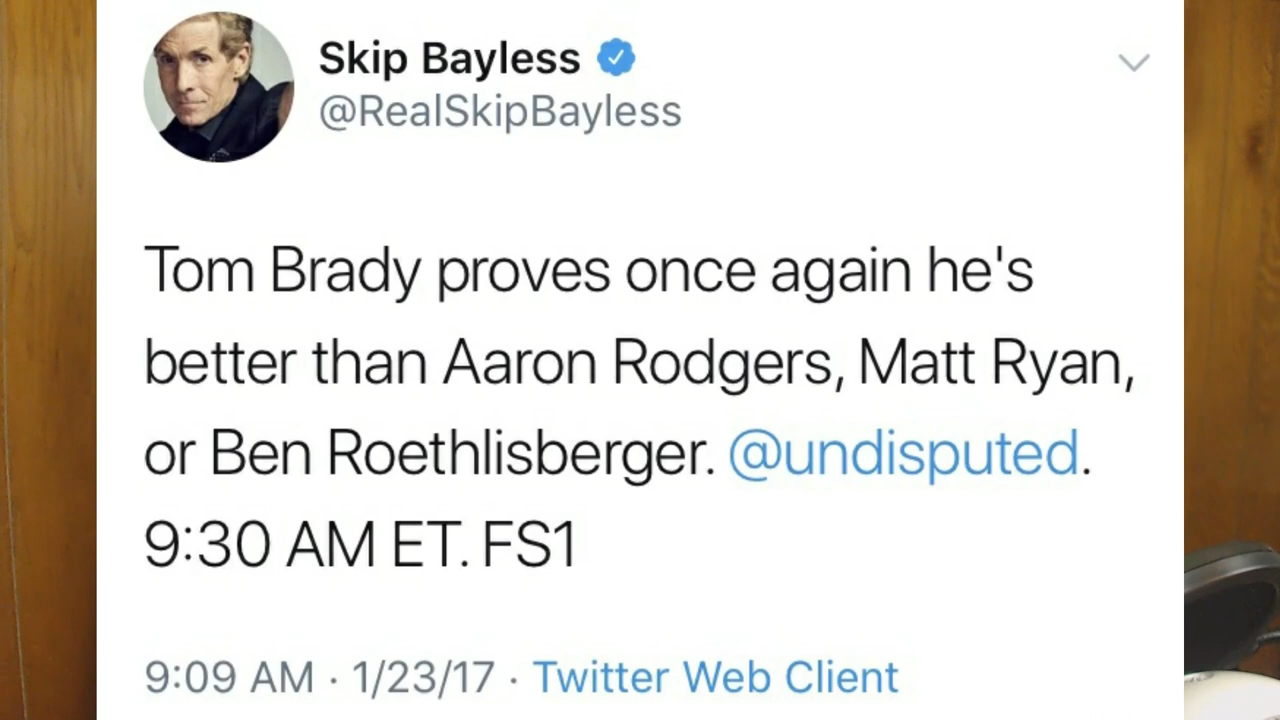 Skip Bayless
@RealSkipBayless
Tom Brady proves once again he's
better than Aaron Rodgers, Matt Ryan,
or Ben Roethlisberger. @undisputed.
9:30 AM ET. FS1
9:09 AM · 1/23/17 · Twitter Web Client